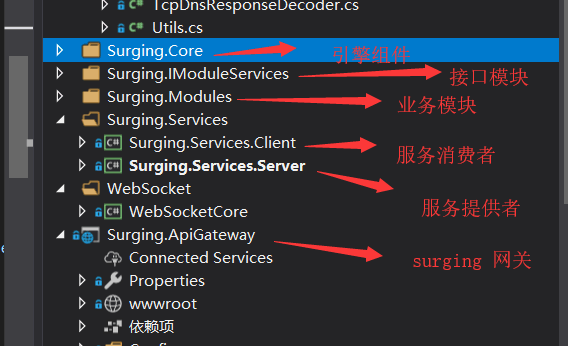 TcpDnsResponseDecoder.cs
Utils.cs
Surging.Core 引擎组件
Surging.IModuleServices 接口模块
Surging.Modules 业务模块
Surging.Services
Surging.Services.Client 服务消费者
Surging.Services.Server
WebSocket 服务提供者
WebSocketCore
Surging.ApiGateway
Connected Services surging 网关
Properties
wwwroot
依赖项